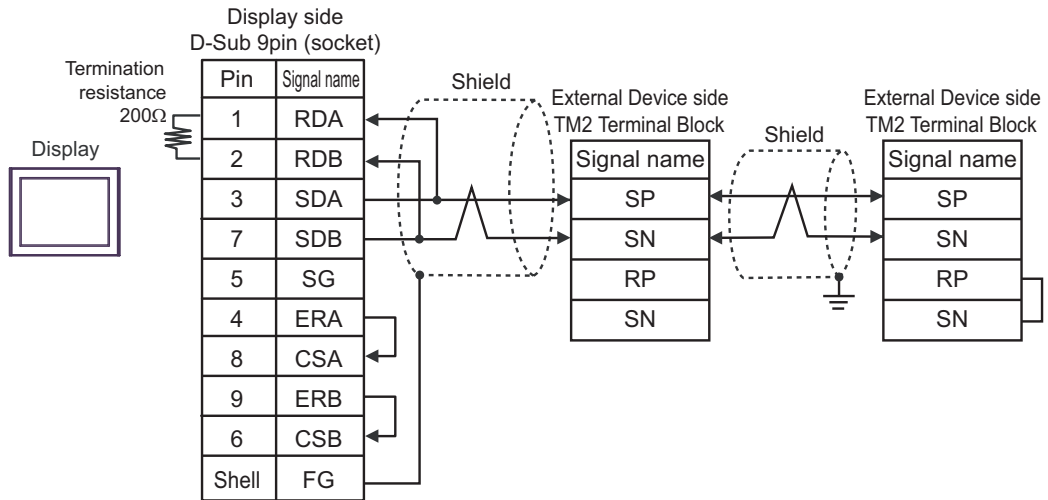 Display side
D-Sub 9pin (socket)
Termination
resistance
200Ω
Display
Pin Signal name
1 RDA
2 RDB
3 SDA
7 SDB
5 SG
4 ERA
8 CSA
9 ERB
6 CSB
Shell FG
Shield
External Device side
TM2 Terminal Block
Signal name
SP
SN
RP
SN
Shield
External Device side
TM2 Terminal Block
Signal name
SP
SN
RP
SN